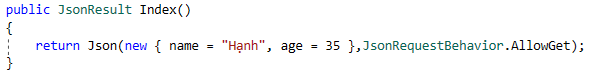 public JsonResult Index()
{
return Json(new { name = "Hạnh", age = 35 },JsonRequestBehavior.AllowGet);
}